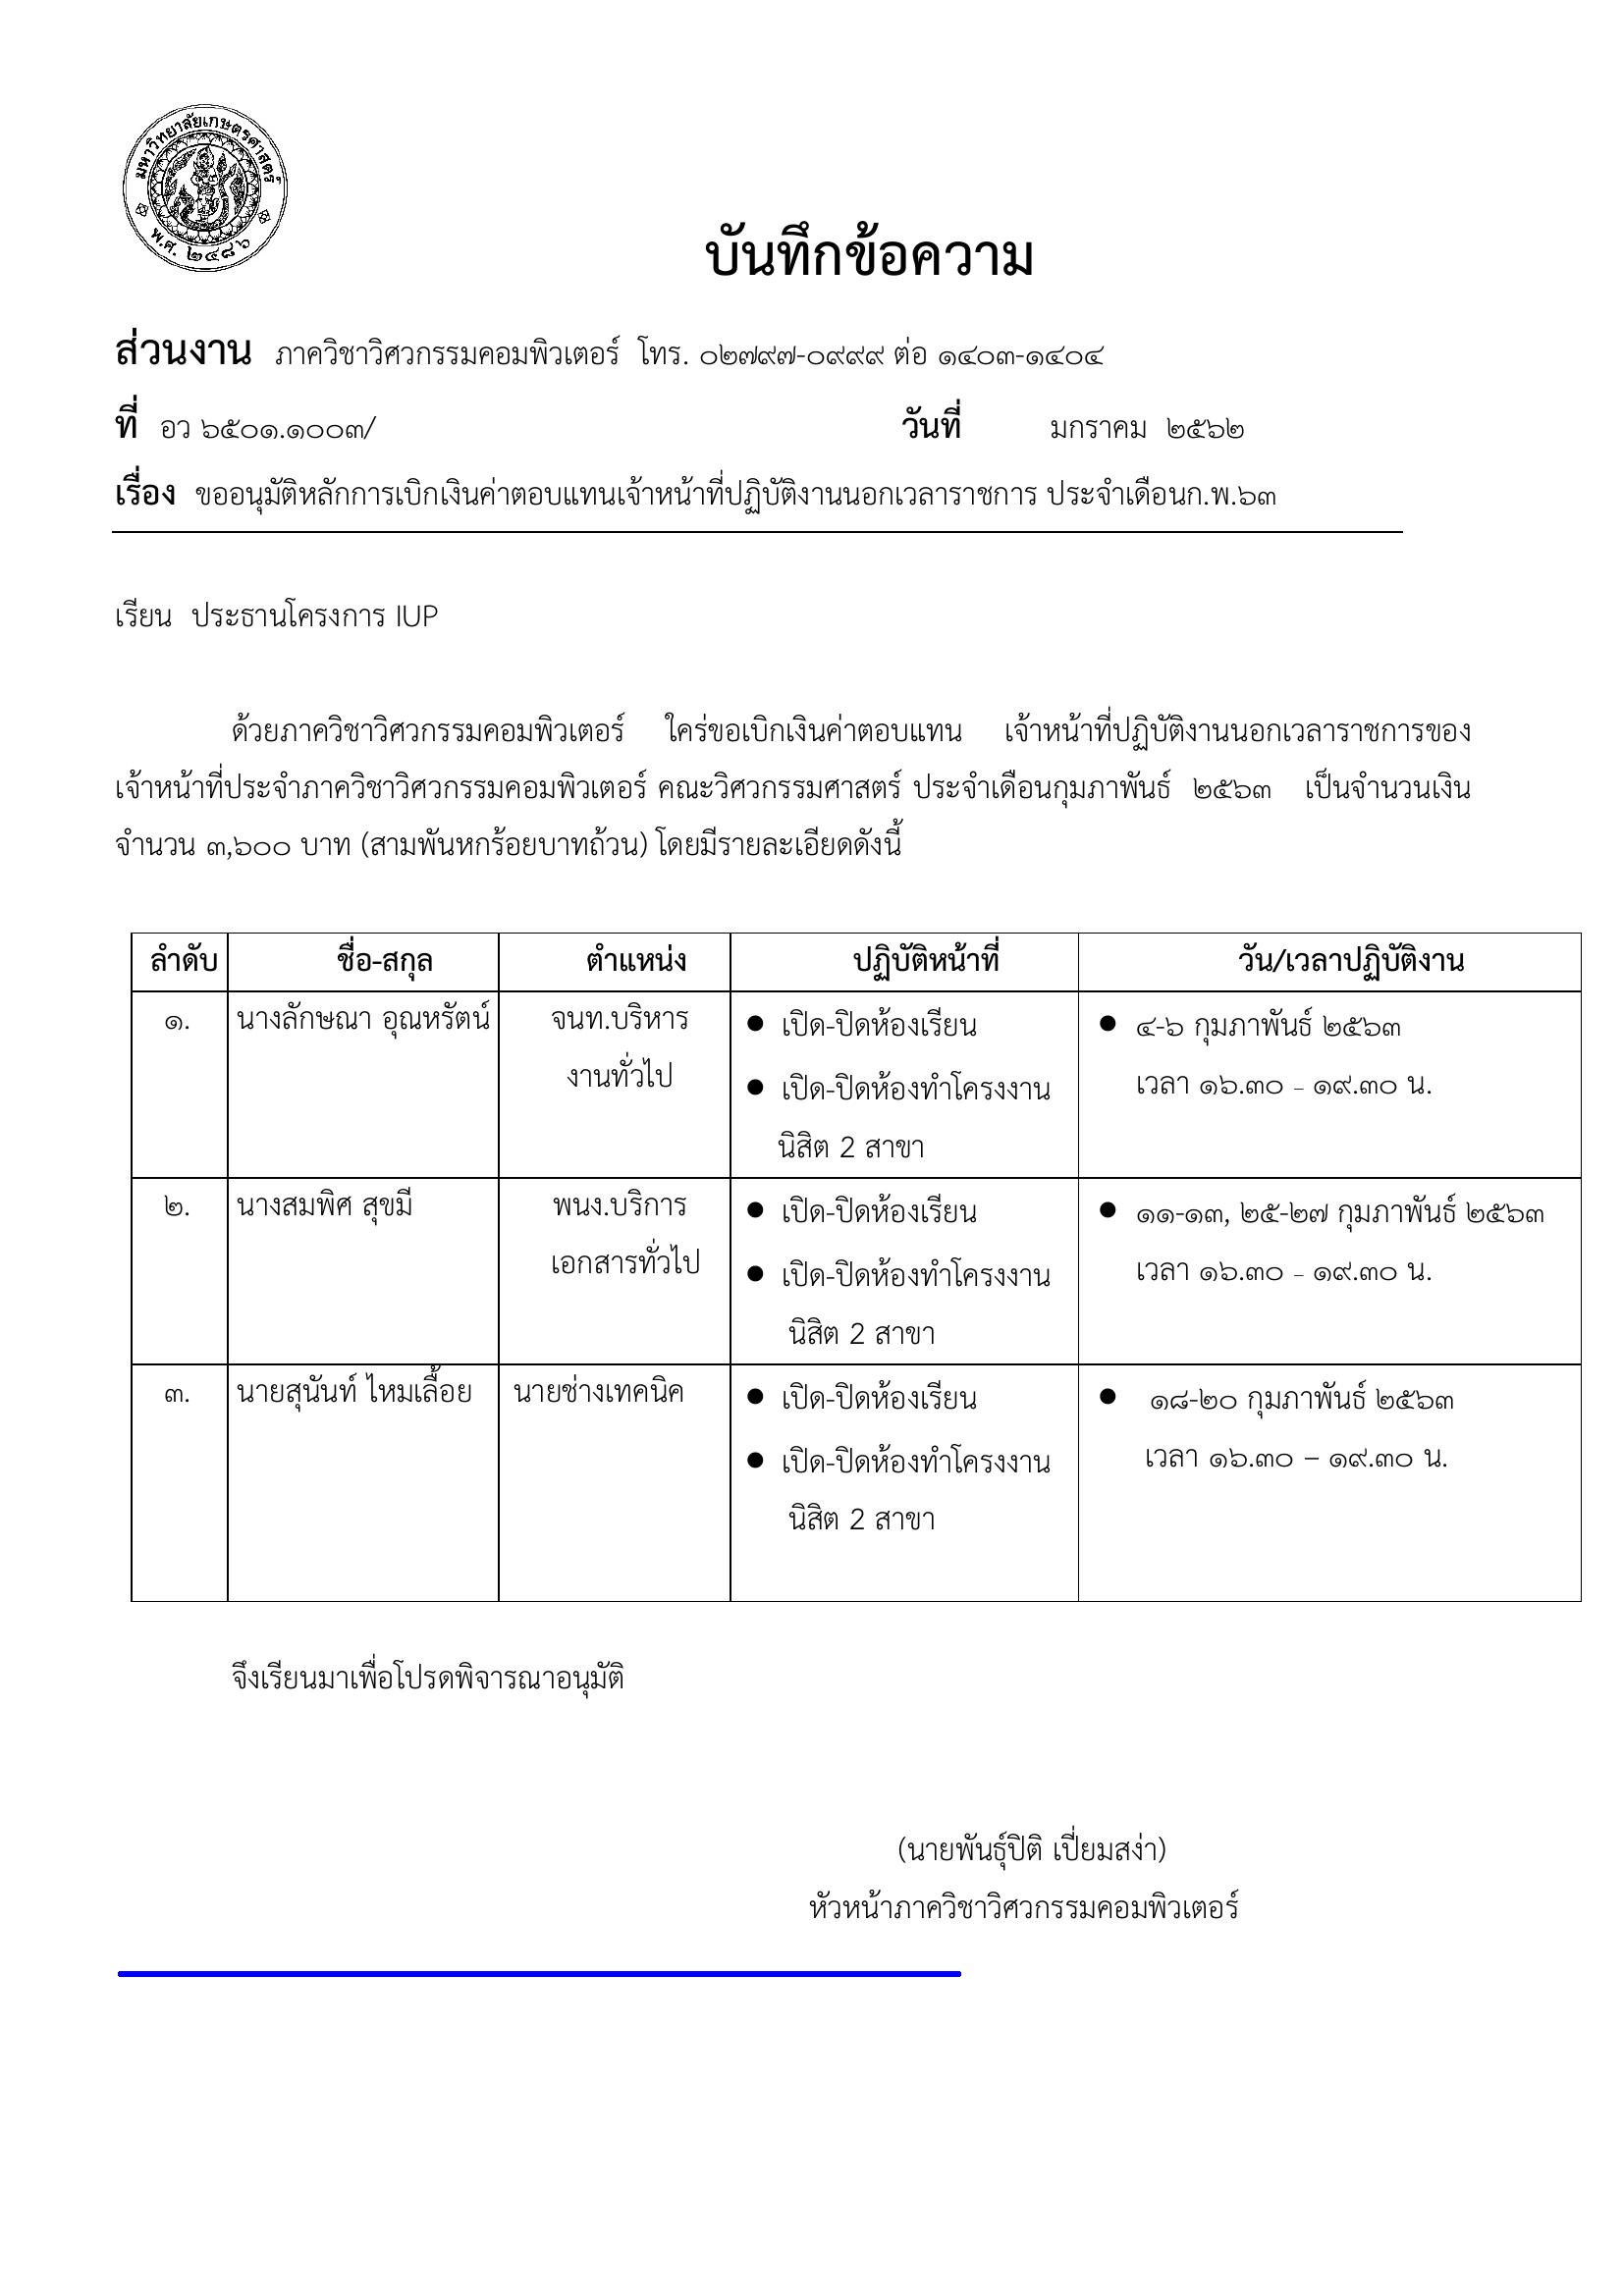 มหาวิทยาลัยเกษตรศาสตร์
พ.ศ. ๒๔๘๖
บันทึกข้อความ
ส่วนงาน ภาควิชาวิศวกรรมคอมพิวเตอร์ โทร. ๐๒๗๙๗-๐๙๙๙ ต่อ ๑๔๐๓-๑๔๐๔
ที่ อว ๖๕๐๑.๑๐๐๓/ วันที่ มกราคม ๒๕๖๒
เรื่อง ขออนุมัติหลักการเบิกเงินค่าตอบแทนเจ้าหน้าที่ปฏิบัติงานนอกเวลาราชการ ประจำเดือนก.พ.๖๓
เรียน ประธานโครงการ IUP
ด้วยภาควิชาวิศวกรรมคอมพิวเตอร์ ใคร่ขอเบิกเงินค่าตอบแทน เจ้าหน้าที่ปฏิบัติงานนอกเวลาราชการของ
เจ้าหน้าที่ประจำภาควิชาวิศวกรรมคอมพิวเตอร์ คณะวิศวกรรมศาสตร์ ประจำเดือนกุมภาพันธ์ ๒๕๖๓ เป็นจำนวนเงิน
จำนวน ๓,๖๐๐ บาท (สามพันหกร้อยบาทถ้วน) โดยมีรายละเอียดดังนี้
ลำดับ ชื่อ-สกุล ตำแหน่ง ปฏิบัติหน้าที่ วัน/เวลาปฏิบัติงาน
๑. นางลักษณา อุณหรัตน์ จนท.บริหาร ● เปิด-ปิดห้องเรียน ● ๔-๖ กุมภาพันธ์ ๒๕๖๓
งานทั่วไป ● เปิด-ปิดห้องทำโครงงาน เวลา ๑๖.๓๐ - ๑๙.๓๐ น.
นิสิต 2 สาขา
๒. นางสมพิศ สุขมี พนง.บริการ ● เปิด-ปิดห้องเรียน ● ๑๑-๑๓, ๒๕-๒๗ กุมภาพันธ์ ๒๕๖๓
เอกสารทั่วไป ● เปิด-ปิดห้องทำโครงงาน เวลา ๑๖.๓๐ - ๑๙.๓๐ น.
นิสิต 2 สาขา
๓. นายสุนันท์ ไหมเลื้อย นายช่างเทคนิค ● เปิด-ปิดห้องเรียน ● ๑๘-๒๐ กุมภาพันธ์ ๒๕๖๓
● เปิด-ปิดห้องทำโครงงาน เวลา ๑๖.๓๐ – ๑๙.๓๐ น.
นิสิต 2 สาขา
จึงเรียนมาเพื่อโปรดพิจารณาอนุมัติ
(นายพันธุ์ปิติ เปี่ยมสง่า)
หัวหน้าภาควิชาวิศวกรรมคอมพิวเตอร์